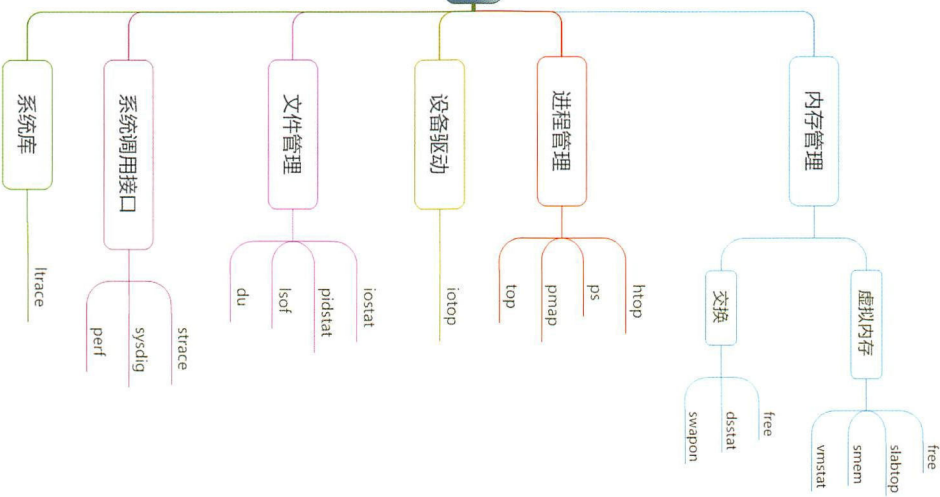 内存管理
虚拟内存
free
slabtop
smem
vmstat
交换
free
dsstat
swapon
进程管理
htop
ps
pmap
top
设备驱动
iotop
文件管理
iostat
pidstat
lsof
du
系统调用接口
strace
sysdig
perf
系统库
ltrace